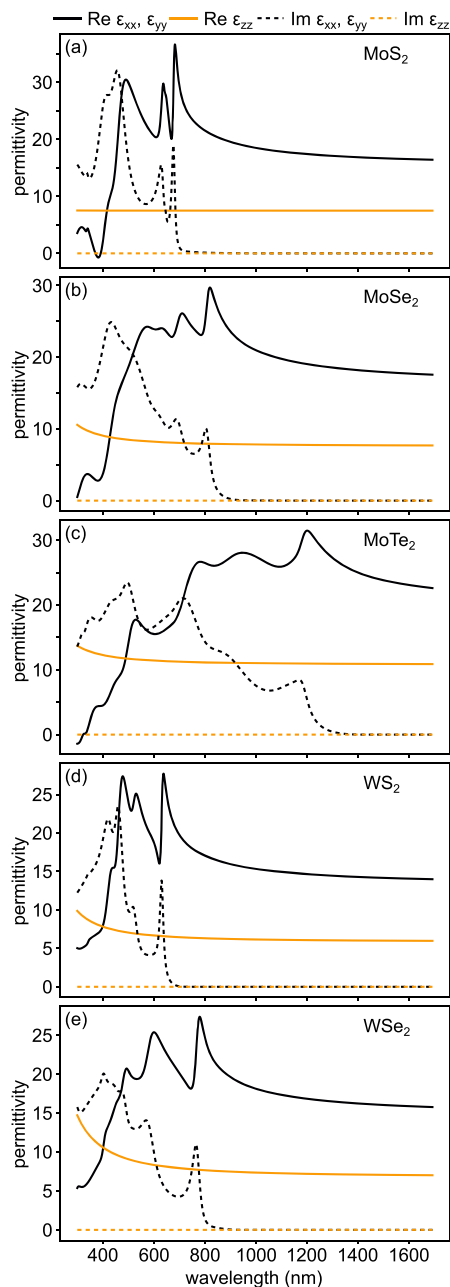 Re εxx, εyy Re εzz Im εxx, εyy Im εzz
(a) MoS2
30
20
10
0
permittivity
(b) MoSe2
30
20
10
0
permittivity
(c) MoTe2
30
20
10
0
permittivity
(d) WS2
25
20
15
10
5
0
permittivity
(e) WSe2
25
20
15
10
5
0
permittivity
400 600 800 1000 1200 1400 1600
wavelength (nm)